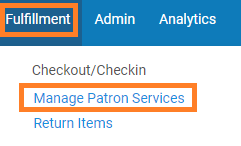 Fulfillment Admin Analytics
Checkout/Checkin
Manage Patron Services
Return Items